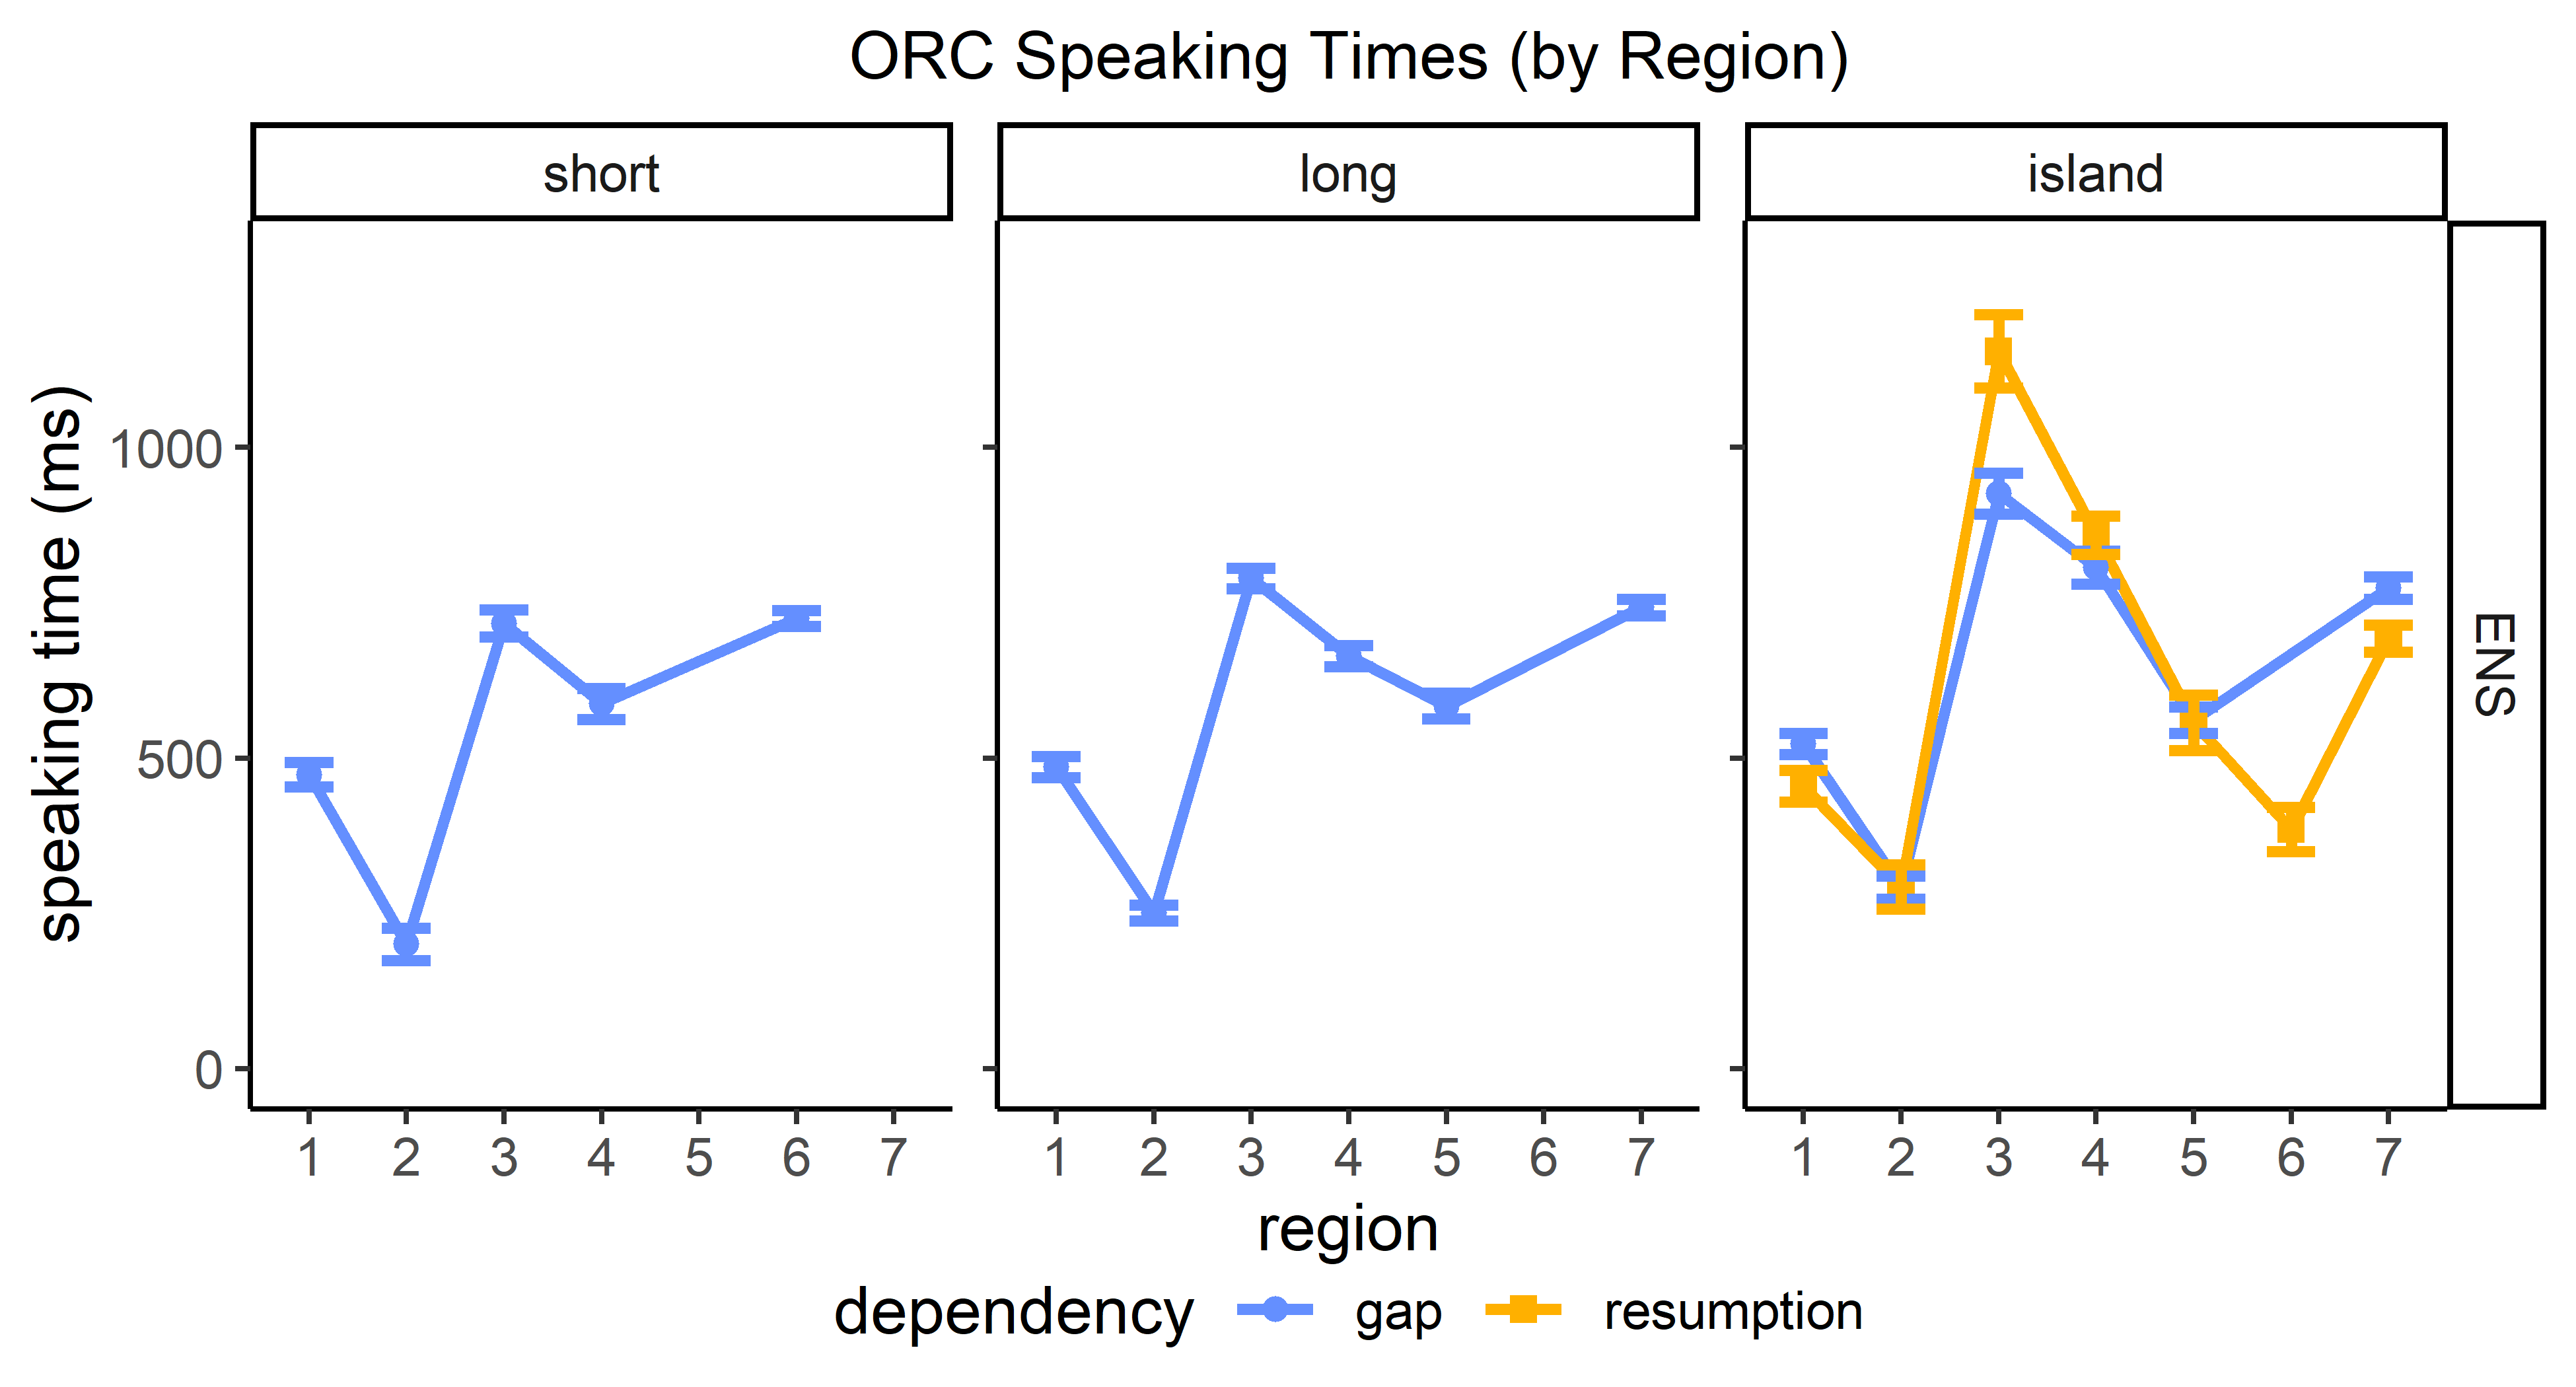 ORC Speaking Times (by Region)
short
long
island
ENS
speaking time (ms)
1000
500
0
1 2 3 4 5 6 7
1 2 3 4 5 6 7
1 2 3 4 5 6 7
region
dependency gap resumption